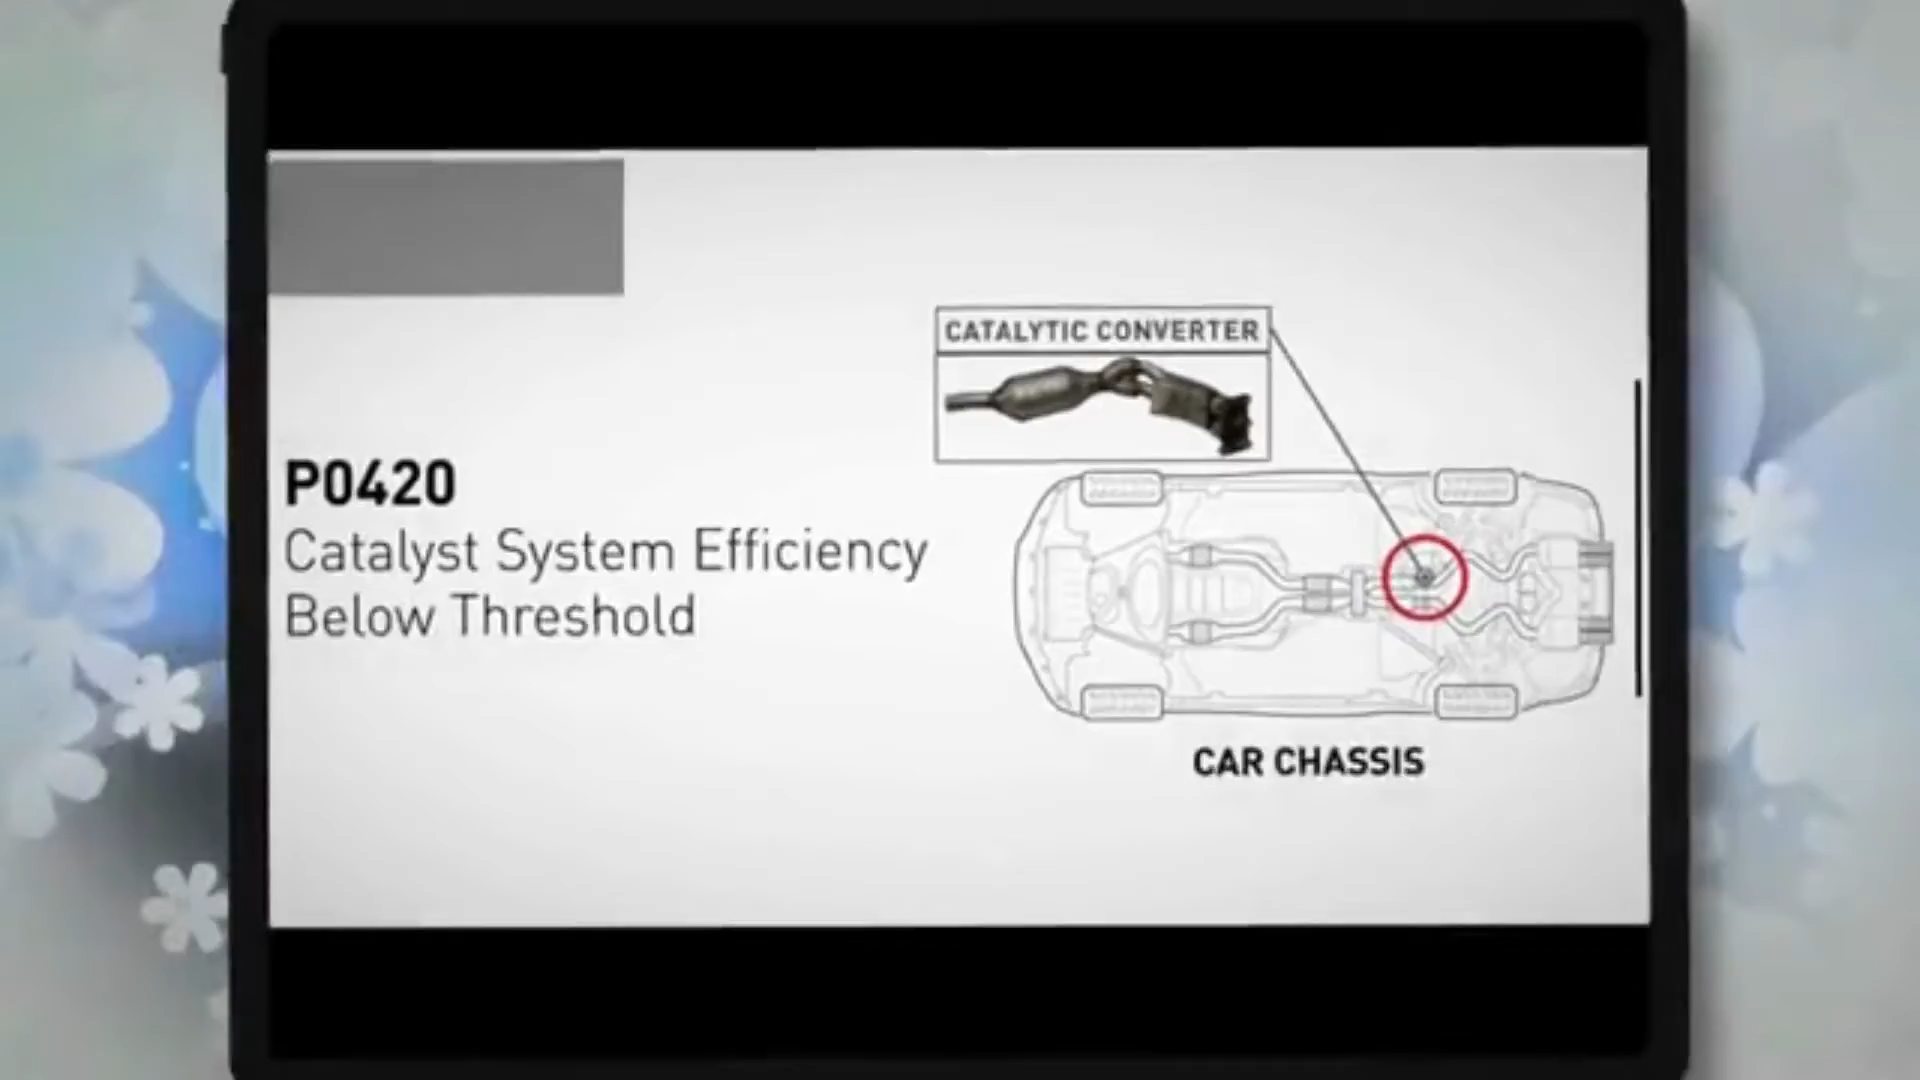 CATALYTIC CONVERTER
P0420
Catalyst System Efficiency
Below Threshold
CAR CHASSIS